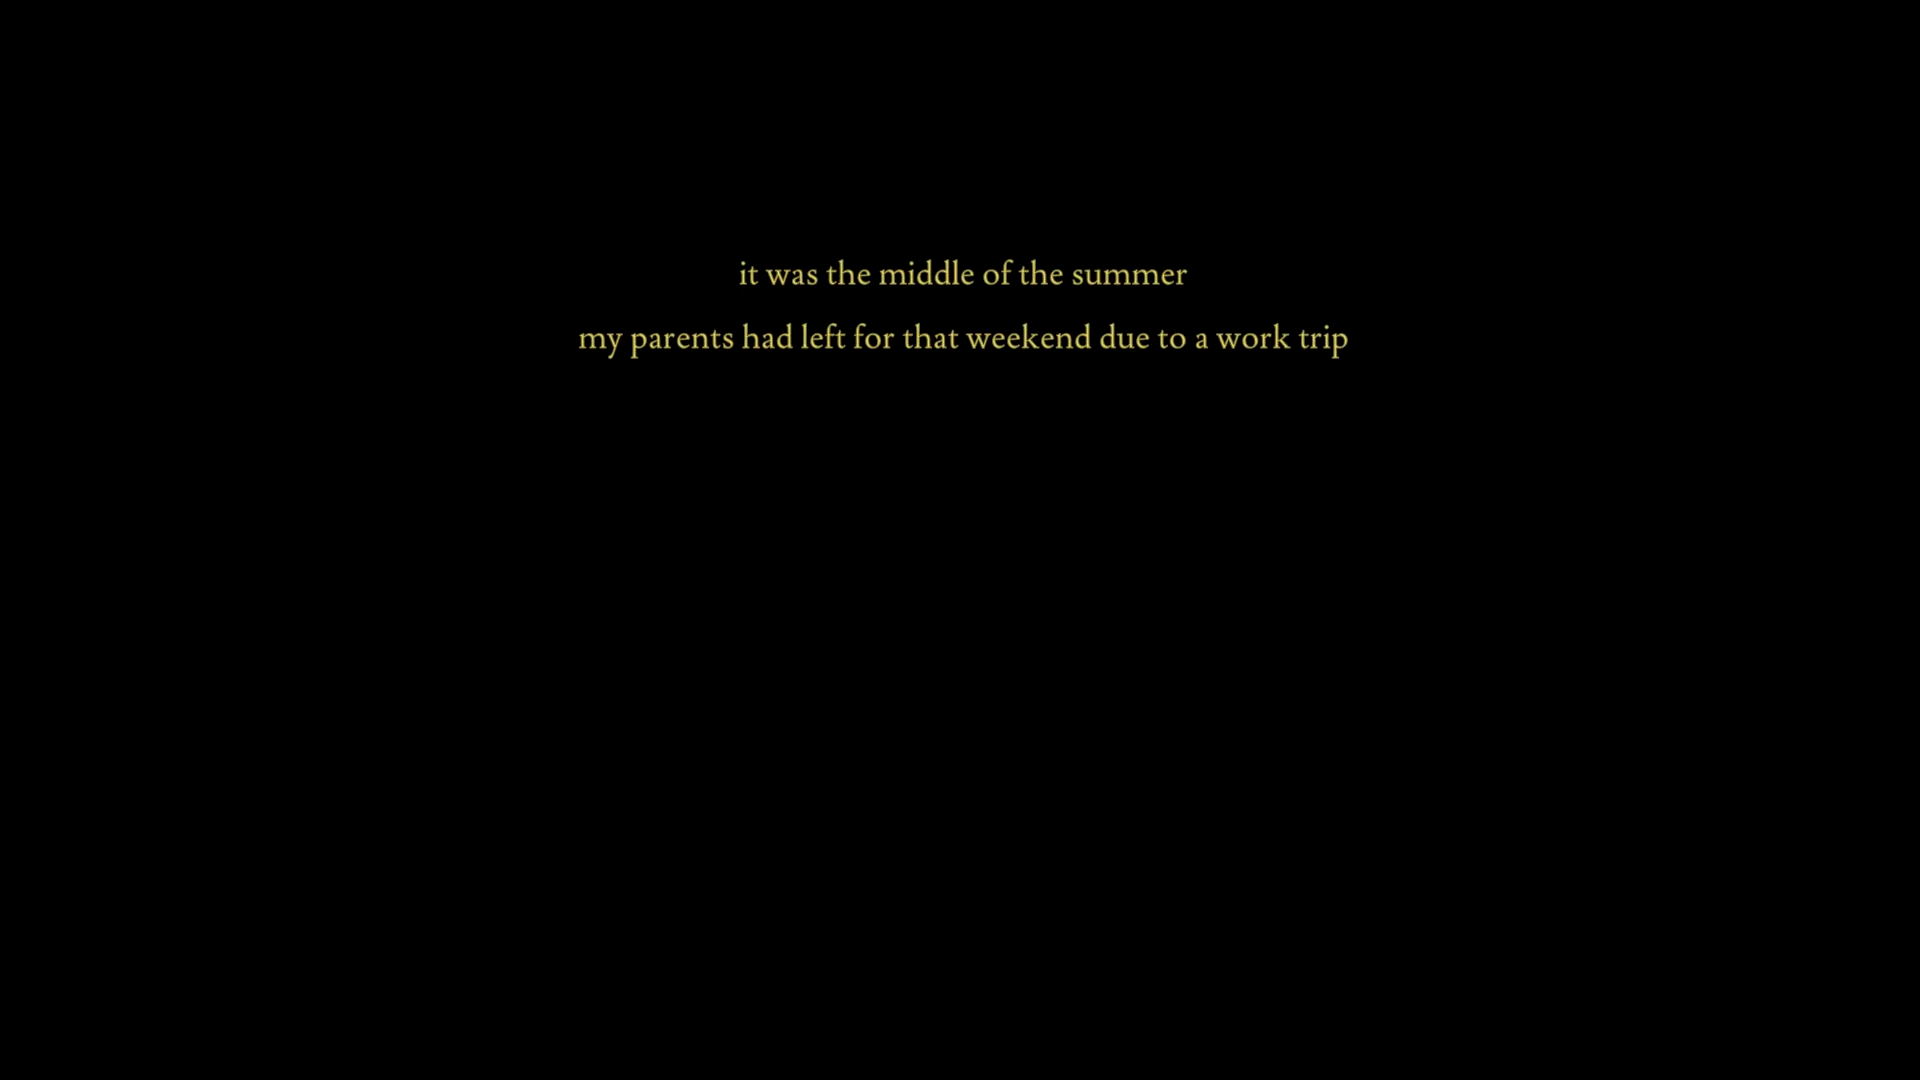 it was the middle of the summer
my parents had left for that weekend due to a work trip